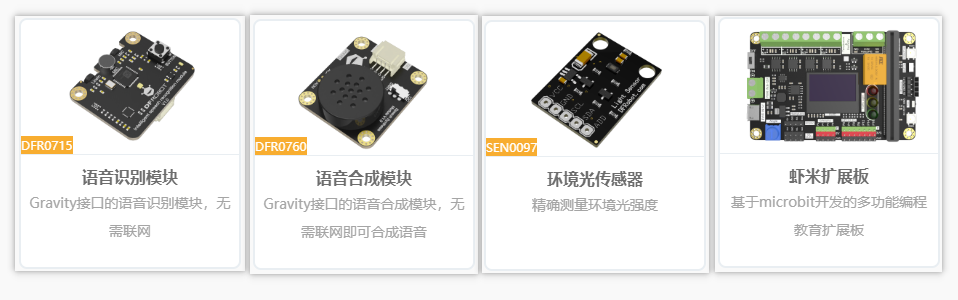 DFR0715
语音识别模块
Gravity接口的语音识别模块，无
需联网
DFR0760
语音合成模块
Gravity接口的语音合成模块，无
需联网即可合成语音
Light Sensor
DFRobot.com
SEN0097
环境光传感器
精确测量环境光强度
虾米扩展板
基于microbit开发的多功能编程
教育扩展板